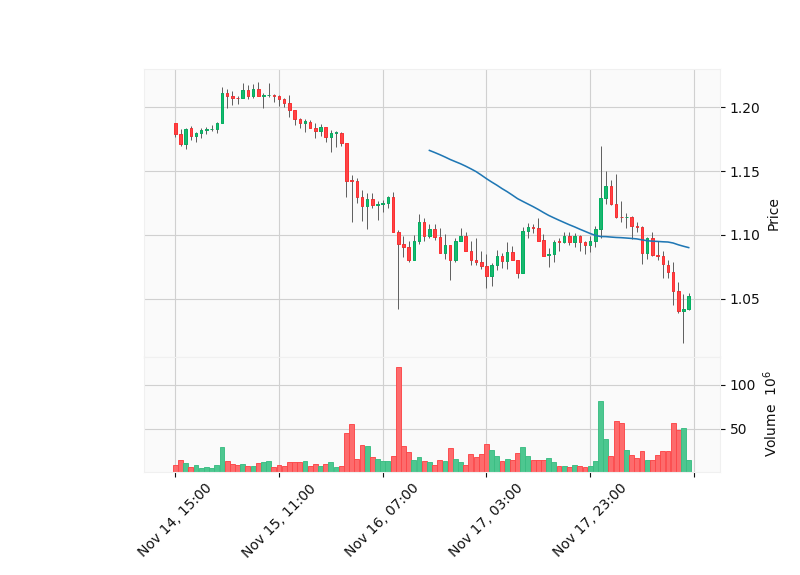 1.20
1.15
1.10
1.05
Price
100
50
Volume 10^6
Nov 14, 15:00
Nov 15, 11:00
Nov 16, 07:00
Nov 17, 03:00
Nov 17, 23:00